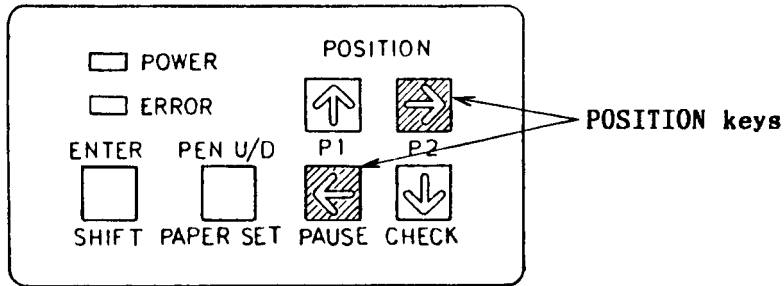 POSITION
POWER
ERROR
POSITION keys
P1 P2
ENTER PEN U/D
SHIFT PAPER SET PAUSE CHECK